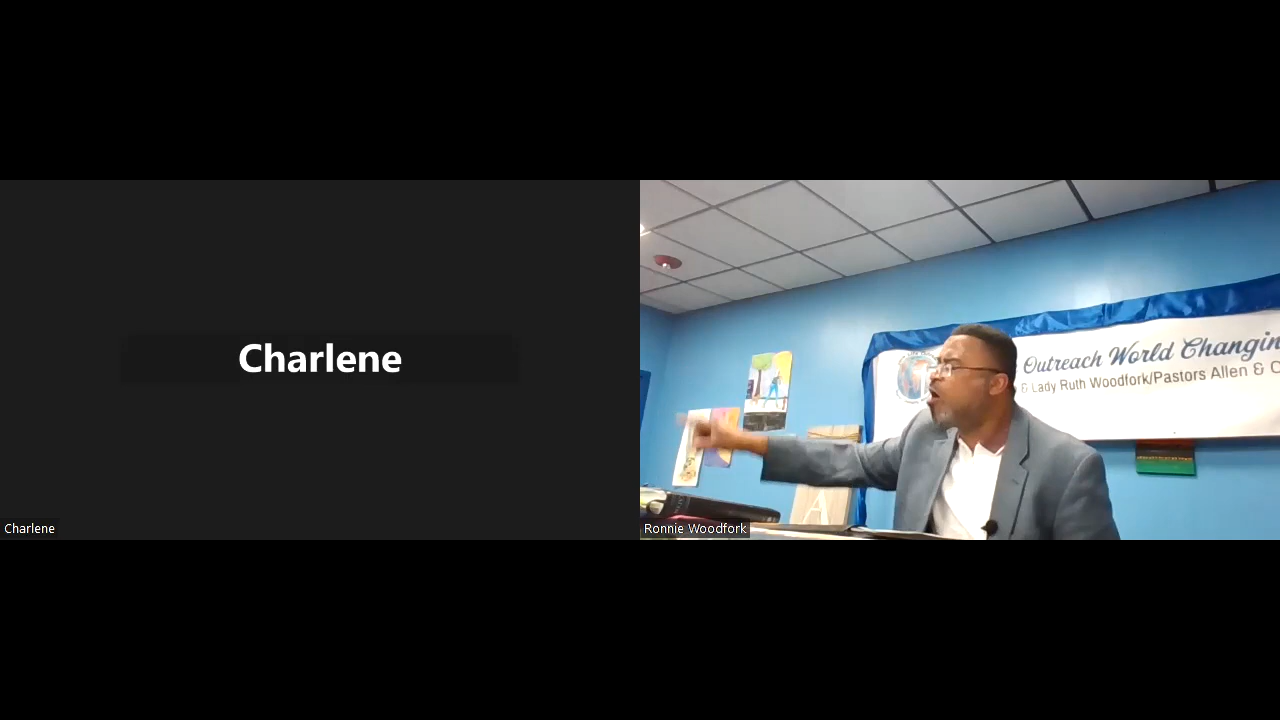 Charlene
Charlene
Outreach World Changin
& Lady Ruth Woodfork/Pastors Allen & C
A
Ronnie Woodfork